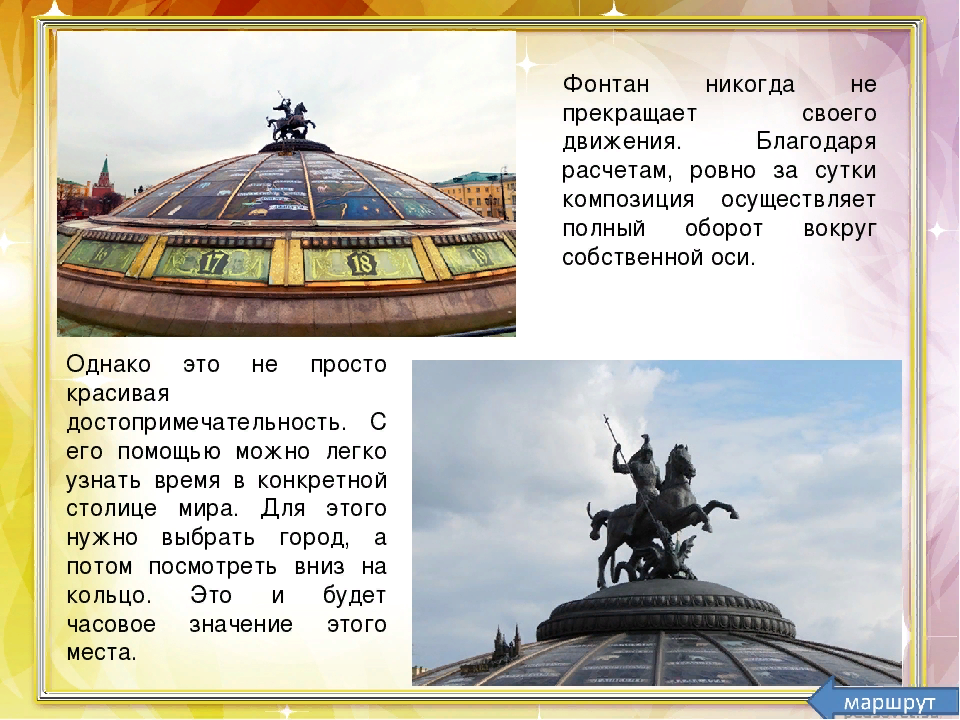 Фонтан никогда не
прекращает своего
движения. Благодаря
расчетам, ровно за сутки
композиция осуществляет
полный оборот вокруг
собственной оси.
17
18
Однако это не просто
красивая
достопримечательность. С
его помощью можно легко
узнать время в конкретной
столице мира. Для этого
нужно выбрать город, а
потом посмотреть вниз на
кольцо. Это и будет
часовое значение этого
места.
маршрут